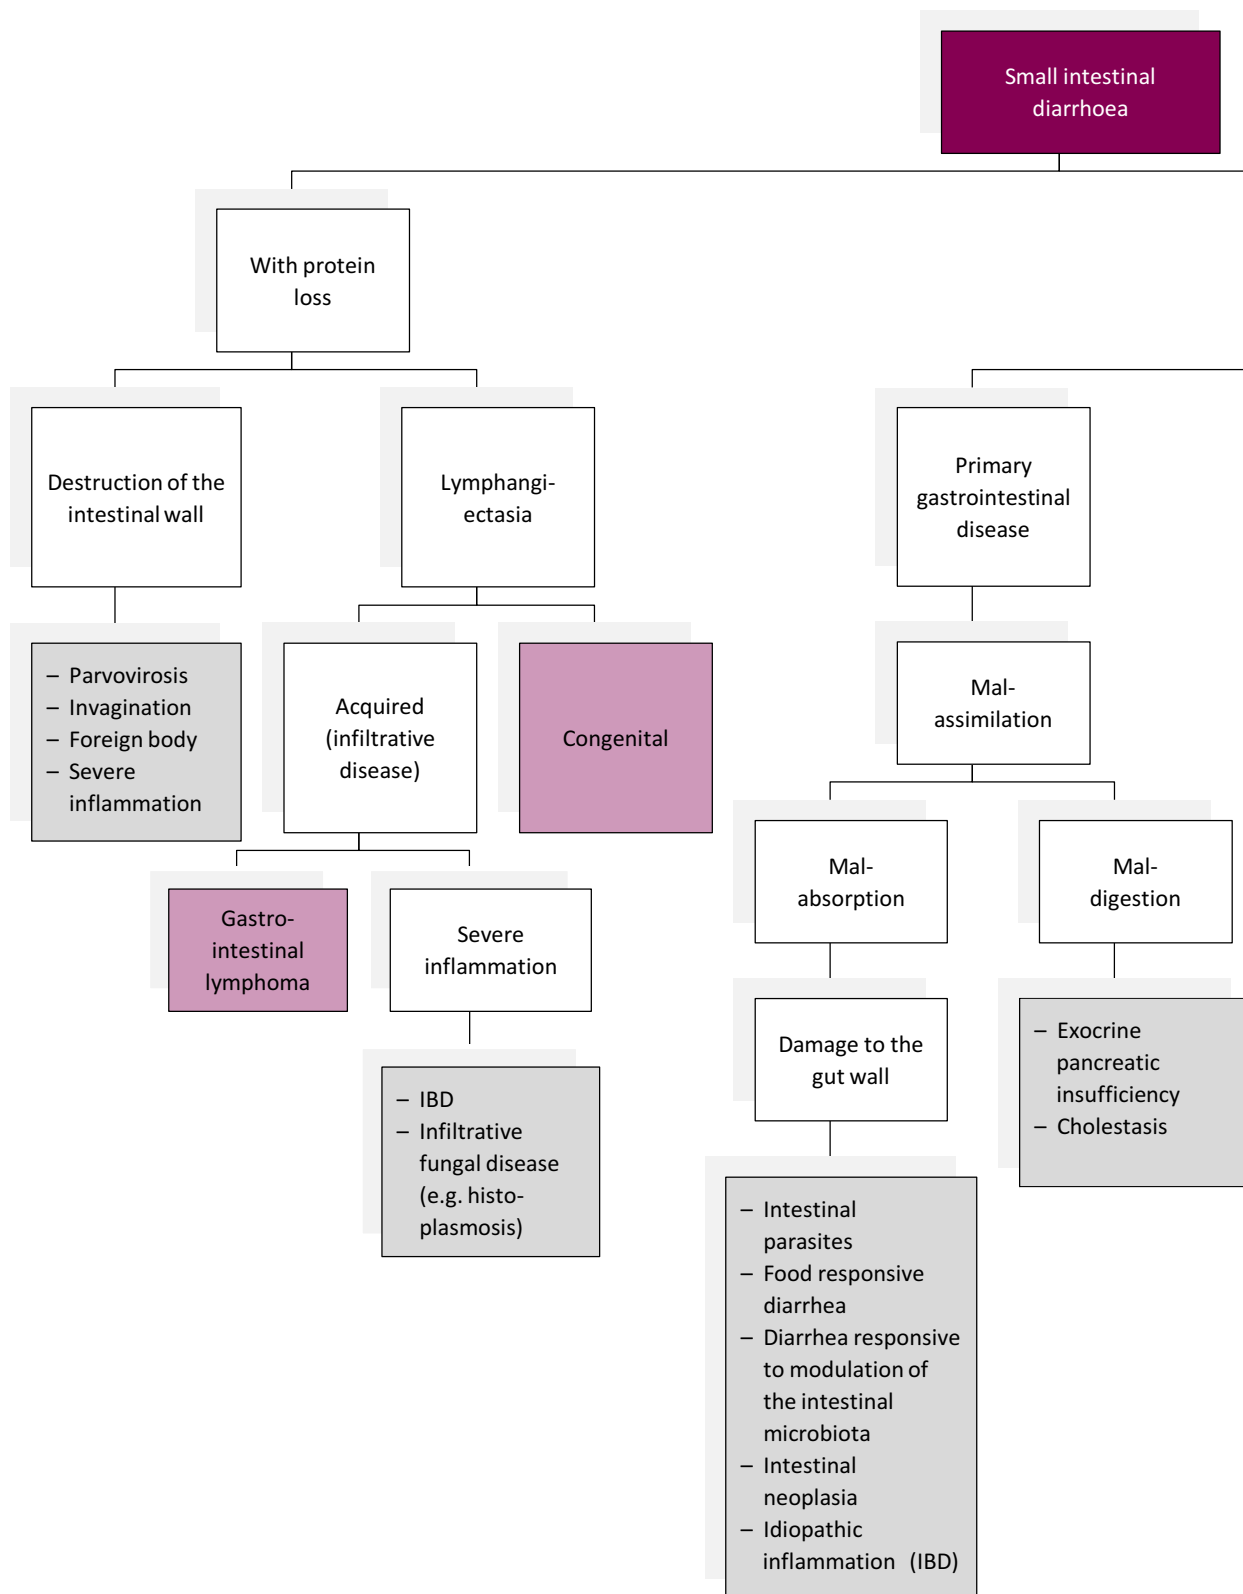 Small intestinal
diarrhoea
With protein
loss
Destruction of the
intestinal wall
Lymphangi-
ectasia
Primary
gastrointestinal
disease
– Parvovirosis
– Invagination
– Foreign body
– Severe
inflammation
Acquired
(infiltrative
disease)
Congenital
Mal-
assimilation
Gastro-
intestinal
lymphoma
Severe
inflammation
Mal-
absorption
Mal-
digestion
– IBD
– Infiltrative
fungal disease
(e.g. histo-
plasmosis)
Damage to the
gut wall
– Exocrine
pancreatic
insufficiency
– Cholestasis
– Intestinal
parasites
– Food responsive
diarrhea
– Diarrhea responsive
to modulation of
the intestinal
microbiota
– Intestinal
neoplasia
– Idiopathic
inflammation (IBD)